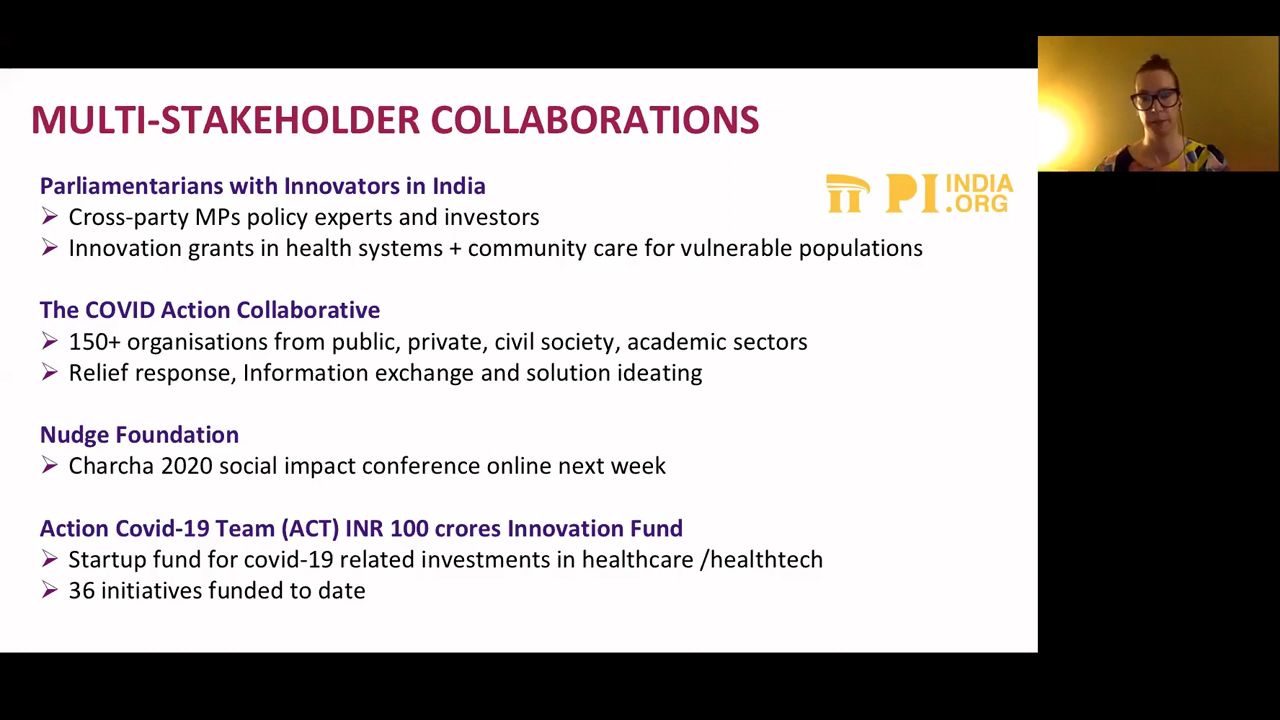 MULTI-STAKEHOLDER COLLABORATIONS
Parliamentarians with Innovators in India
PI INDIA
.ORG
Cross-party MPs policy experts and investors
Innovation grants in health systems + community care for vulnerable populations
The COVID Action Collaborative
150+ organisations from public, private, civil society, academic sectors
Relief response, Information exchange and solution ideating
Nudge Foundation
Charcha 2020 social impact conference online next week
Action Covid-19 Team (ACT) INR 100 crores Innovation Fund
Startup fund for covid-19 related investments in healthcare /healthtech
36 initiatives funded to date